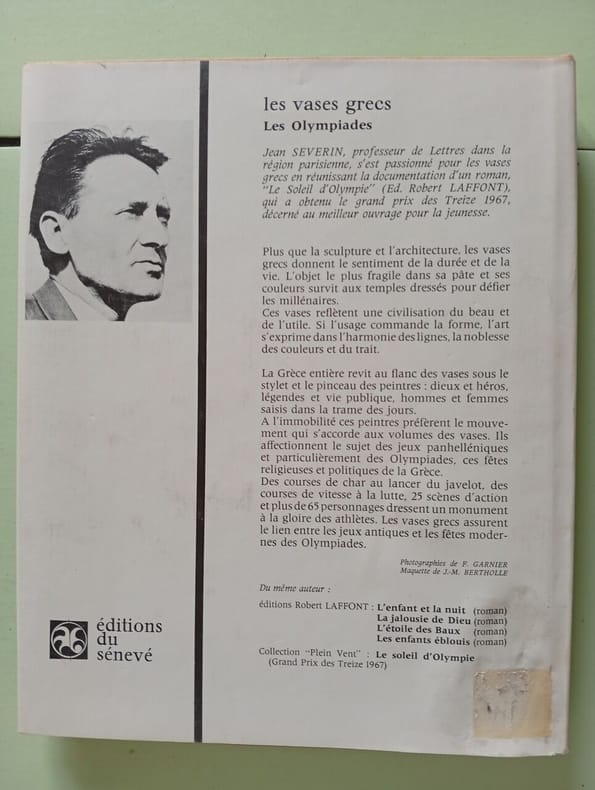 les vases grecs
Les Olympiades
Jean SEVERIN, professeur de Lettres dans la
région parisienne, s'est passionné pour les vases
grecs en réunissant la documentation d'un roman,
"Le Soleil d'Olympie" (Ed. Robert LAFFONT),
qui a obtenu le grand prix des Treize 1967,
décerné au meilleur ouvrage pour la jeunesse.
Plus que la sculpture et l'architecture, les vases
grecs donnent le sentiment de la durée et de la
vie. L'objet le plus fragile dans sa pâte et ses
couleurs survit aux temples dressés pour défier
les millénaires.
Ces vases reflètent une civilisation du beau et
de l'utile. Si l'usage commande la forme, l'art
s'exprime dans l'harmonie des lignes, la noblesse
des couleurs et du trait.
La Grèce entière revit au flanc des vases sous le
stylet et le pinceau des peintres : dieux et héros,
légendes et vie publique, hommes et femmes
saisis dans la trame des jours.
A l'immobilité ces peintres préfèrent le mouve-
ment qui s'accorde aux volumes des vases. Ils
affectionnent le sujet des jeux panhelléniques
et particulièrement des Olympiades, ces fêtes
religieuses et politiques de la Grèce.
Des courses de char au lancer du javelot, des
courses de vitesse à la lutte, 25 scènes d'action
et plus de 65 personnages dressent un monument
à la gloire des athlètes. Les vases grecs assurent
le lien entre les jeux antiques et les fêtes moder-
nes des Olympiades.
Photographies de F. GARNIER
Maquette de J.-M. BERTHOLLE
Du même auteur :
éditions Robert LAFFONT : L'enfant et la nuit (roman)
La jalousie de Dieu (roman)
L'étoile des Baux (roman)
Les enfants éblouis (roman)
Collection "Plein Vent" : Le soleil d'Olympie
(Grand Prix des Treize 1967)
éditions
du
sénevé